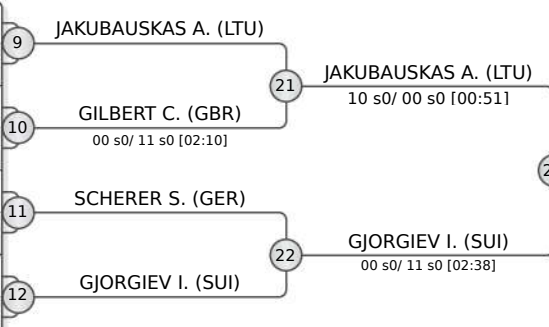 JAKUBAUSKAS A. (LTU)
9
21
JAKUBAUSKAS A. (LTU)
10 s0/ 00 s0 [00:51]
GILBERT C. (GBR)
10
00 s0/ 11 s0 [02:10]
SCHERER S. (GER)
11
22
GJORGIEV I. (SUI)
00 s0/ 11 s0 [02:38]
GJORGIEV I. (SUI)
12